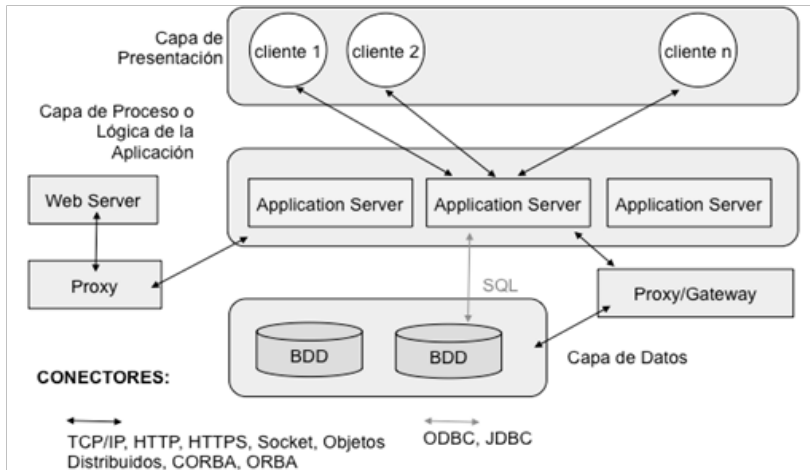 Capa de
Presentación
cliente 1
cliente 2
cliente n
Capa de Proceso o
Lógica de la
Aplicación
Web Server
Application Server
Application Server
Application Server
Proxy
SQL
Proxy/Gateway
BDD
BDD
Capa de Datos
CONECTORES:
TCP/IP, HTTP, HTTPS, Socket, Objetos
Distribuidos, CORBA, ORBA
ODBC, JDBC